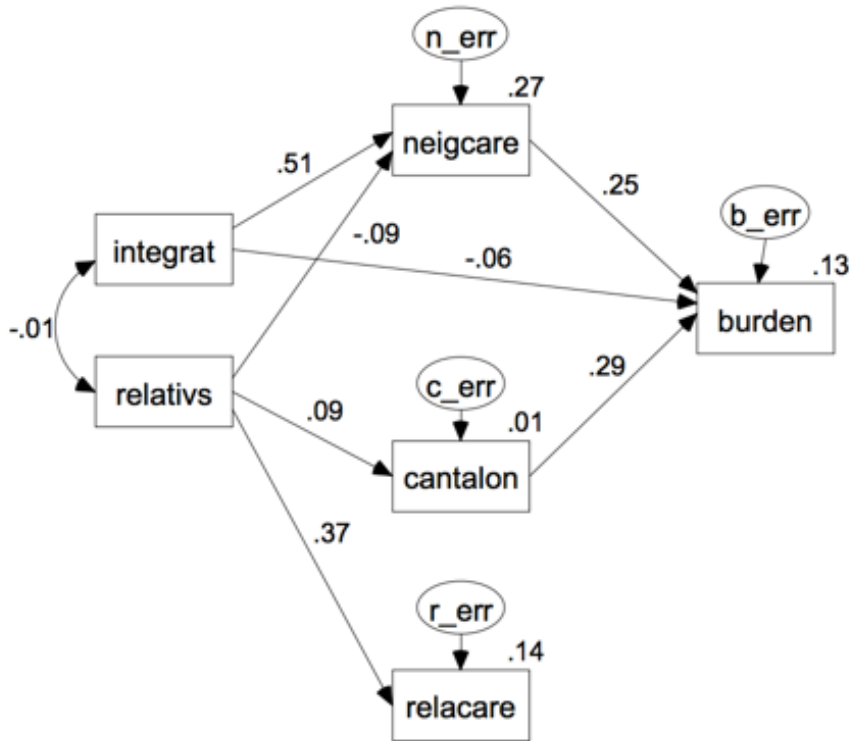 n_err
.27
neigcare
.51
.25
b_err
-.09
integrat
-.06
.13
burden
-.01
relativs
c_err
.29
.09
.01
cantalon
.37
r_err
.14
relacare